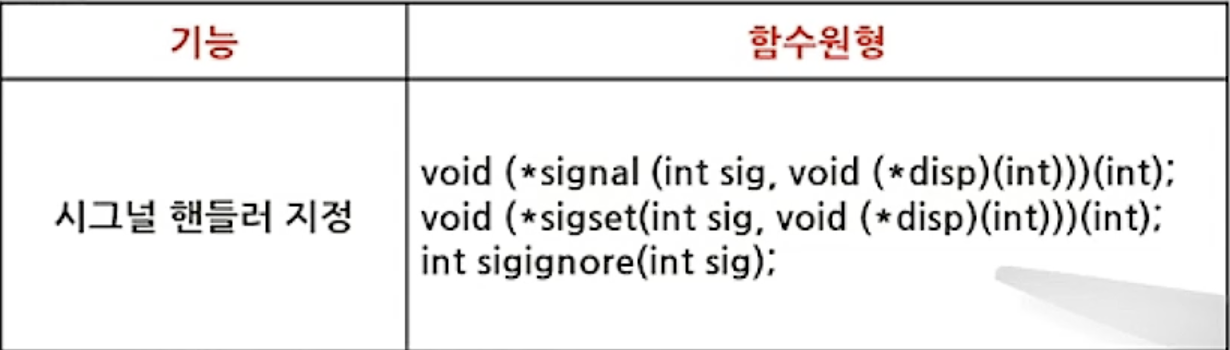 기능
함수원형
시그널 핸들러 지정
void (*signal (int sig, void (*disp)(int)))(int);
void (*sigset(int sig, void (*disp)(int)))(int);
int sigignore(int sig);